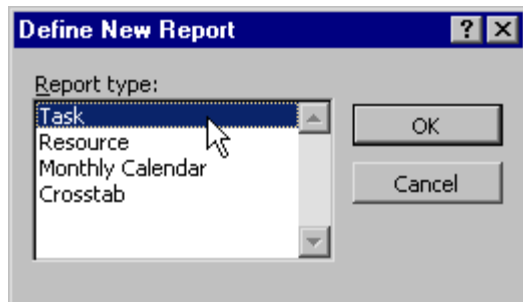 Define New Report
Report type:
Task
Resource
Monthly Calendar
Crosstab
OK
Cancel